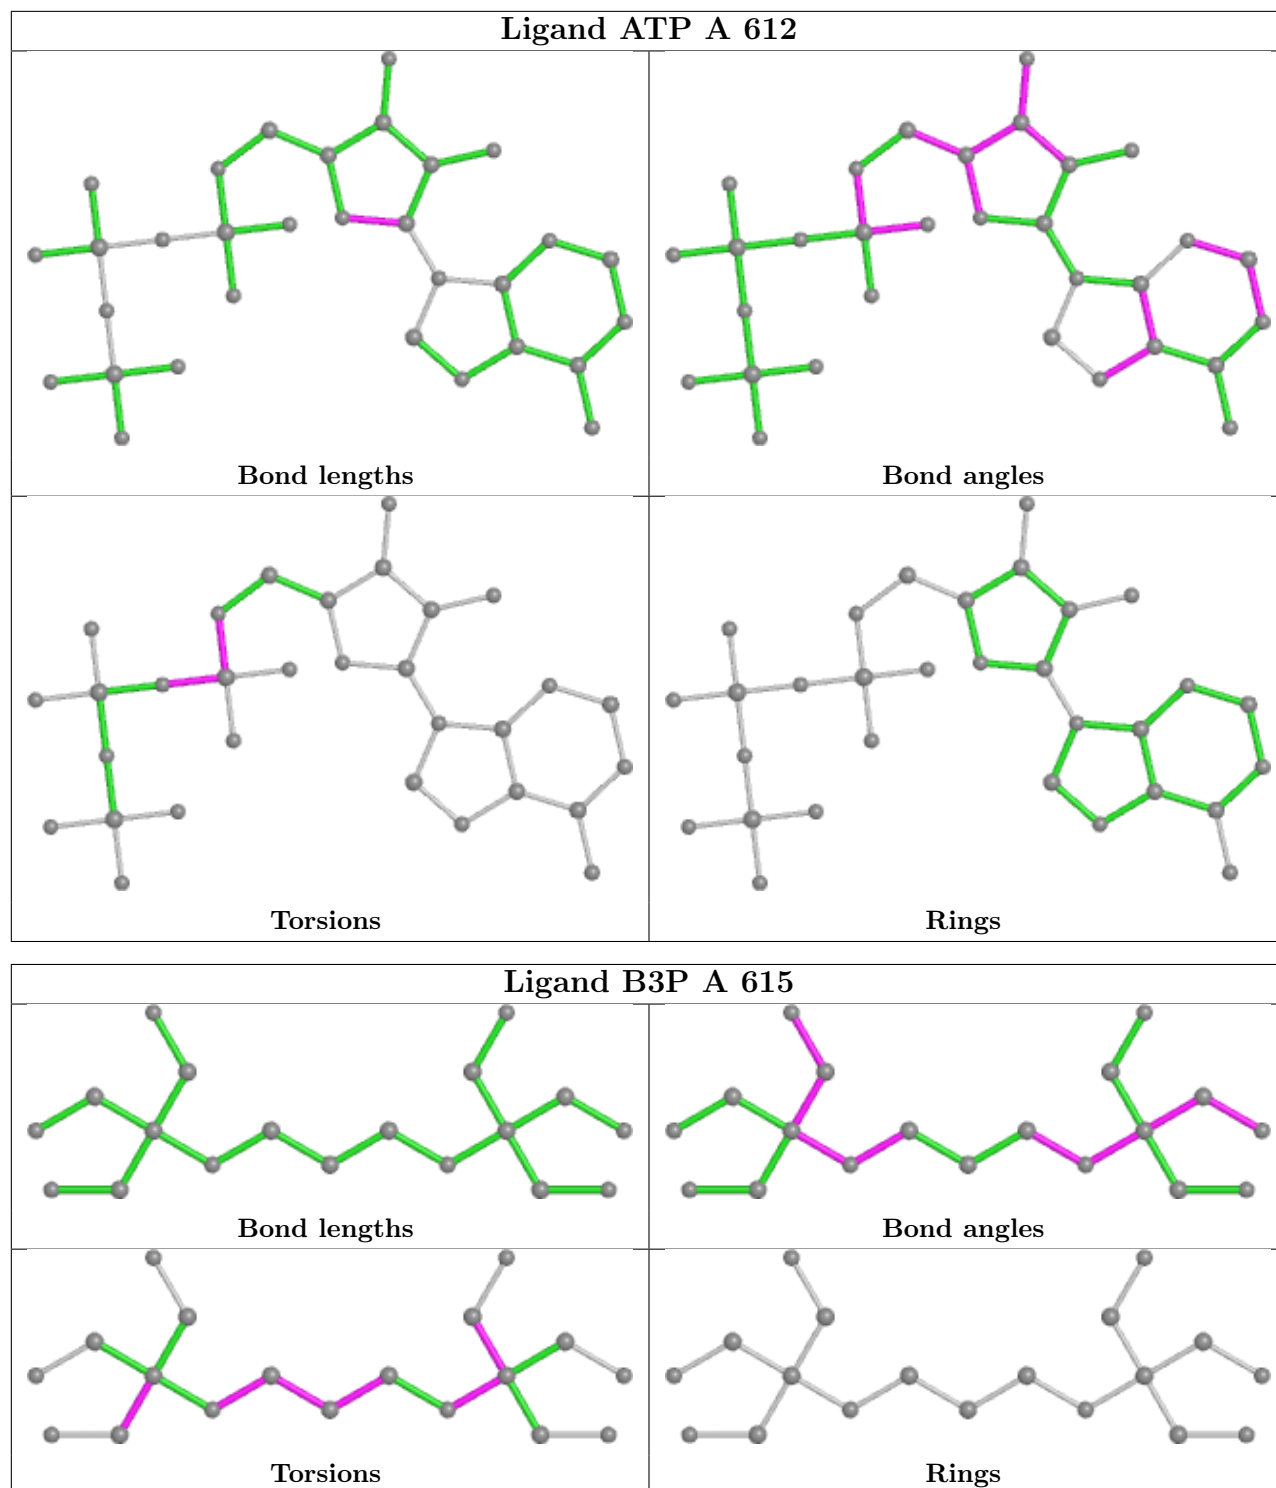 Ligand ATP A 612
Bond lengths
Bond angles
Torsions
Rings
Ligand B3P A 615
Bond lengths
Bond angles
Torsions
Rings